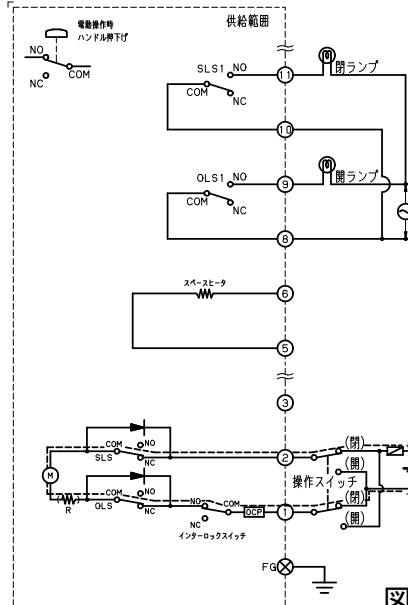 電動操作時
ハンドル押下げ
供給範囲
NO
COM
NC
SLS1 NO
COM
NC
11
閉ランプ
10
OLS1 NO
COM
NC
9
開ランプ
8
スペースヒータ
6
5
3
COM NO
SLS NC
2
(閉)
(開)
操作スイッチ
M
R
COM NO
OLS NC
NO COM
NC
OCP
1
(閉)
(開)
インターロックスイッチ
FG
図